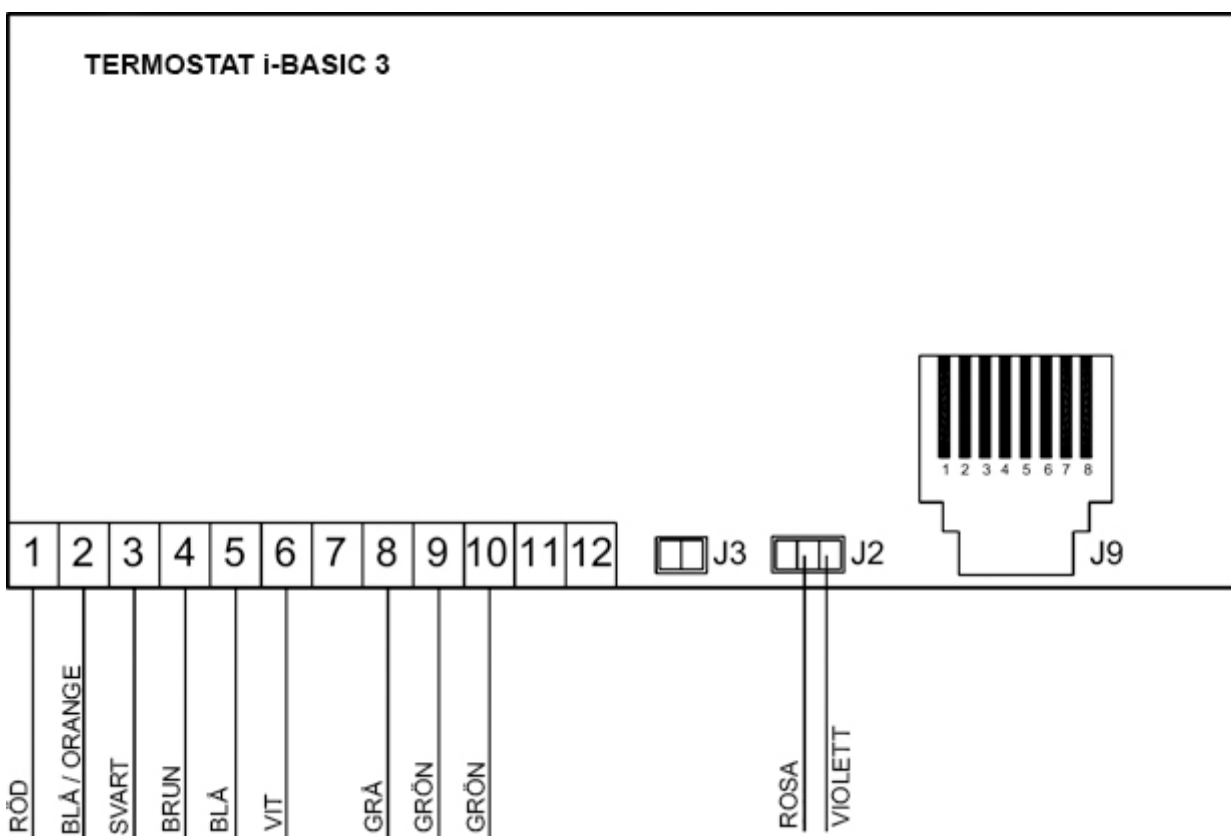 TERMOSTAT i-BASIC 3
1 2 3 4 5 6 7 8
1 2 3 4 5 6 7 8 9 10 11 12
J3
J2
J9
RÖD
BLÅ / ORANGE
SVART
BRUN
BLÅ
VIT
GRÅ
GRÖN
GRÖN
ROSA
VIOLETT